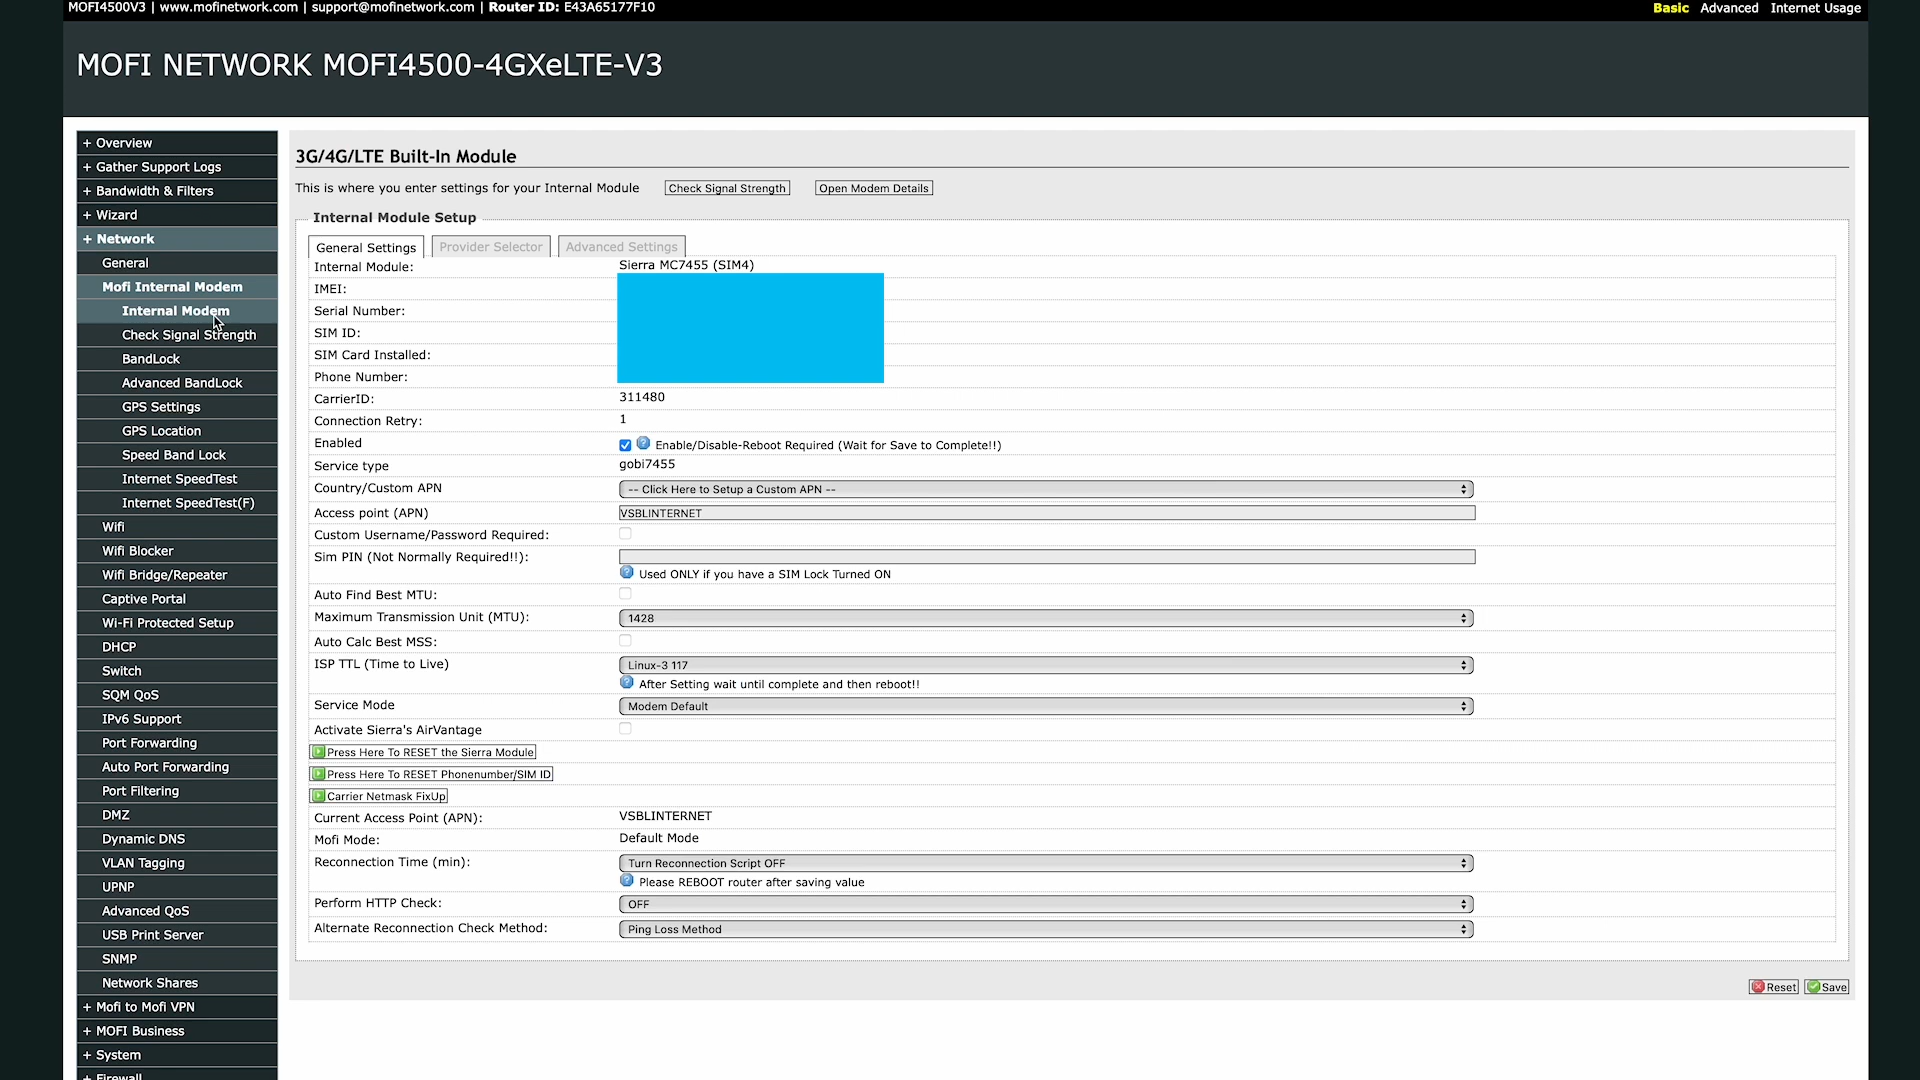 MOFI4500V3 | www.mofinetwork.com | support@mofinetwork.com | Router ID: E43A65177F10
Basic Advanced Internet Usage
MOFI NETWORK MOFI4500-4GXeLTE-V3
+ Overview
+ Gather Support Logs
+ Bandwidth & Filters
+ Wizard
+ Network
General
Mofi Internal Modem
Internal Modem
Check Signal Strength
BandLock
Advanced BandLock
GPS Settings
GPS Location
Speed Band Lock
Internet SpeedTest
Internet SpeedTest(F)
Wifi
Wifi Blocker
Wifi Bridge/Repeater
Captive Portal
Wi-Fi Protected Setup
DHCP
Switch
SQM QoS
IPv6 Support
Port Forwarding
Auto Port Forwarding
Port Filtering
DMZ
Dynamic DNS
VLAN Tagging
UPNP
Advanced QoS
USB Print Server
SNMP
Network Shares
+ Mofi to Mofi VPN
+ MOFI Business
+ System
+ Firewall
3G/4G/LTE Built-In Module
This is where you enter settings for your Internal Module Check Signal Strength Open Modem Details
Internal Module Setup
General Settings Provider Selector Advanced Settings
Internal Module: Sierra MC7455 (SIM4)
IMEI:
Serial Number:
SIM ID:
SIM Card Installed:
Phone Number:
CarrierID: 311480
Connection Retry: 1
Enabled Enable/Disable-Reboot Required (Wait for Save to Complete!!)
Service type gobi7455
Country/Custom APN -- Click Here to Setup a Custom APN --
Access point (APN) VSBLINTERNET
Custom Username/Password Required:
Sim PIN (Not Normally Required!!):
Used ONLY if you have a SIM Lock Turned ON
Auto Find Best MTU:
Maximum Transmission Unit (MTU): 1428
Auto Calc Best MSS:
ISP TTL (Time to Live) Linux-3 117
After Setting wait until complete and then reboot!!
Service Mode Modem Default
Activate Sierra's AirVantage
Press Here To RESET the Sierra Module
Press Here To RESET Phonenumber/SIM ID
Carrier Netmask FixUp
Current Access Point (APN): VSBLINTERNET
Mofi Mode: Default Mode
Reconnection Time (min): Turn Reconnection Script OFF
Please REBOOT router after saving value
Perform HTTP Check: OFF
Alternate Reconnection Check Method: Ping Loss Method
Reset Save